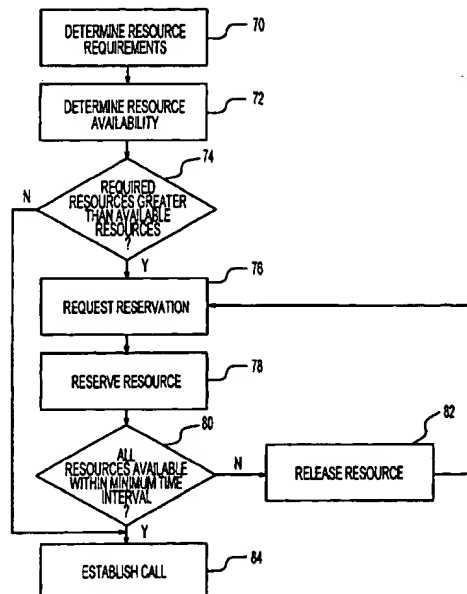 DETERMINE RESOURCE
REQUIREMENTS
70
DETERMINE RESOURCE
AVAILABILITY
72
74
N
REQUIRED
RESOURCES GREATER
THAN AVAILABLE
RESOURCES
?
Y
76
REQUEST RESERVATION
78
RESERVE RESOURCE
80
82
ALL
RESOURCES AVAILABLE
WITHIN MINIMUM TIME
INTERVAL
?
N
RELEASE RESOURCE
Y
84
ESTABLISH CALL